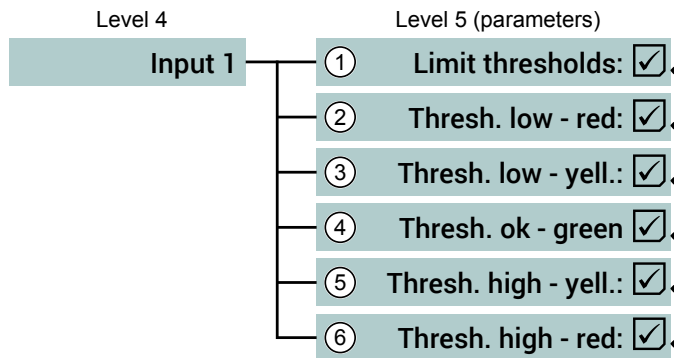 Level 4 Level 5 (parameters)
Input 1 1 Limit thresholds:
2 Thresh. low - red:
3 Thresh. low - yell.:
4 Thresh. ok - green
5 Thresh. high - yell.:
6 Thresh. high - red: